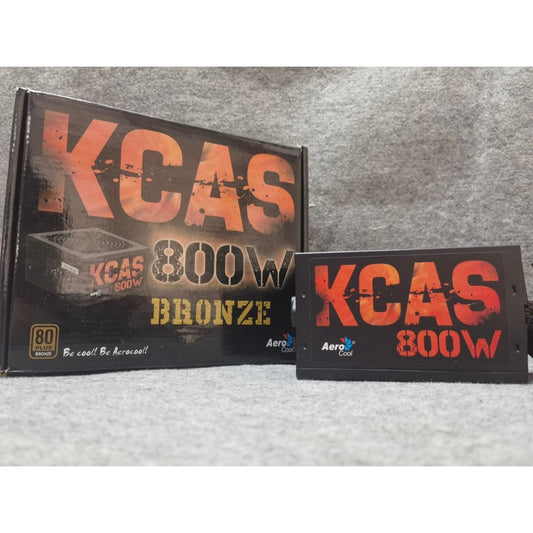 KCAS
800W
BRONZE
KCAS
800W
80
PLUS
BRONZE
Be cool! Be Aerocool!
Aero
Cool
KCAS
800W
Aero
Cool